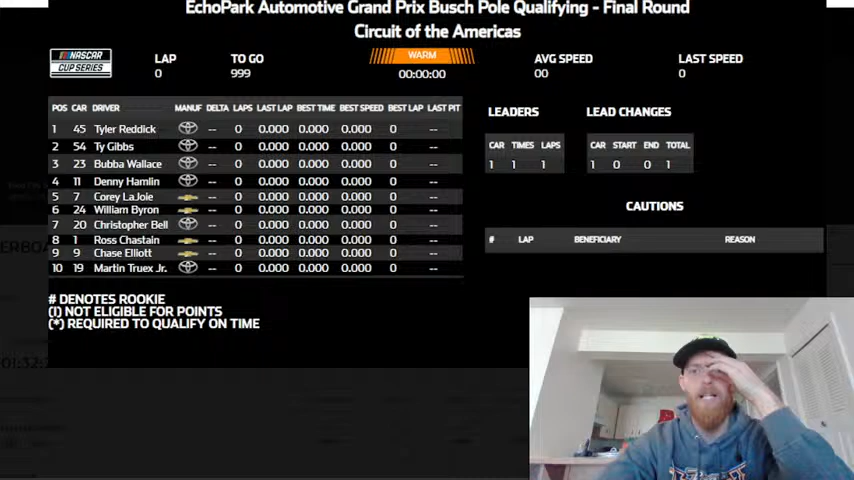 EchoPark Automotive Grand Prix Busch Pole Qualifying - Final Round
Circuit of the Americas
NASCAR
CUP SERIES
LAP TO GO WARM AVG SPEED LAST SPEED
0 999 00:00:00 00 0
POS CAR DRIVER MANUF DELTA LAPS LAST LAP BEST TIME BEST SPEED BEST LAP LAST PIT
1 45 Tyler Reddick -- 0 0.000 0.000 0.000 0 --
2 54 Ty Gibbs -- 0 0.000 0.000 0.000 0 --
3 23 Bubba Wallace -- 0 0.000 0.000 0.000 0 --
4 11 Denny Hamlin -- 0 0.000 0.000 0.000 0 --
5 7 Corey LaJoie -- 0 0.000 0.000 0.000 0 --
6 24 William Byron -- 0 0.000 0.000 0.000 0 --
7 20 Christopher Bell -- 0 0.000 0.000 0.000 0 --
8 1 Ross Chastain -- 0 0.000 0.000 0.000 0 --
9 9 Chase Elliott -- 0 0.000 0.000 0.000 0 --
10 19 Martin Truex Jr. -- 0 0.000 0.000 0.000 0 --
# DENOTES ROOKIE
(I) NOT ELIGIBLE FOR POINTS
(*) REQUIRED TO QUALIFY ON TIME
LEADERS
CAR TIMES LAPS
1 1 1
LEAD CHANGES
CAR START END TOTAL
1 0 0 1
CAUTIONS
# LAP BENEFICIARY REASON